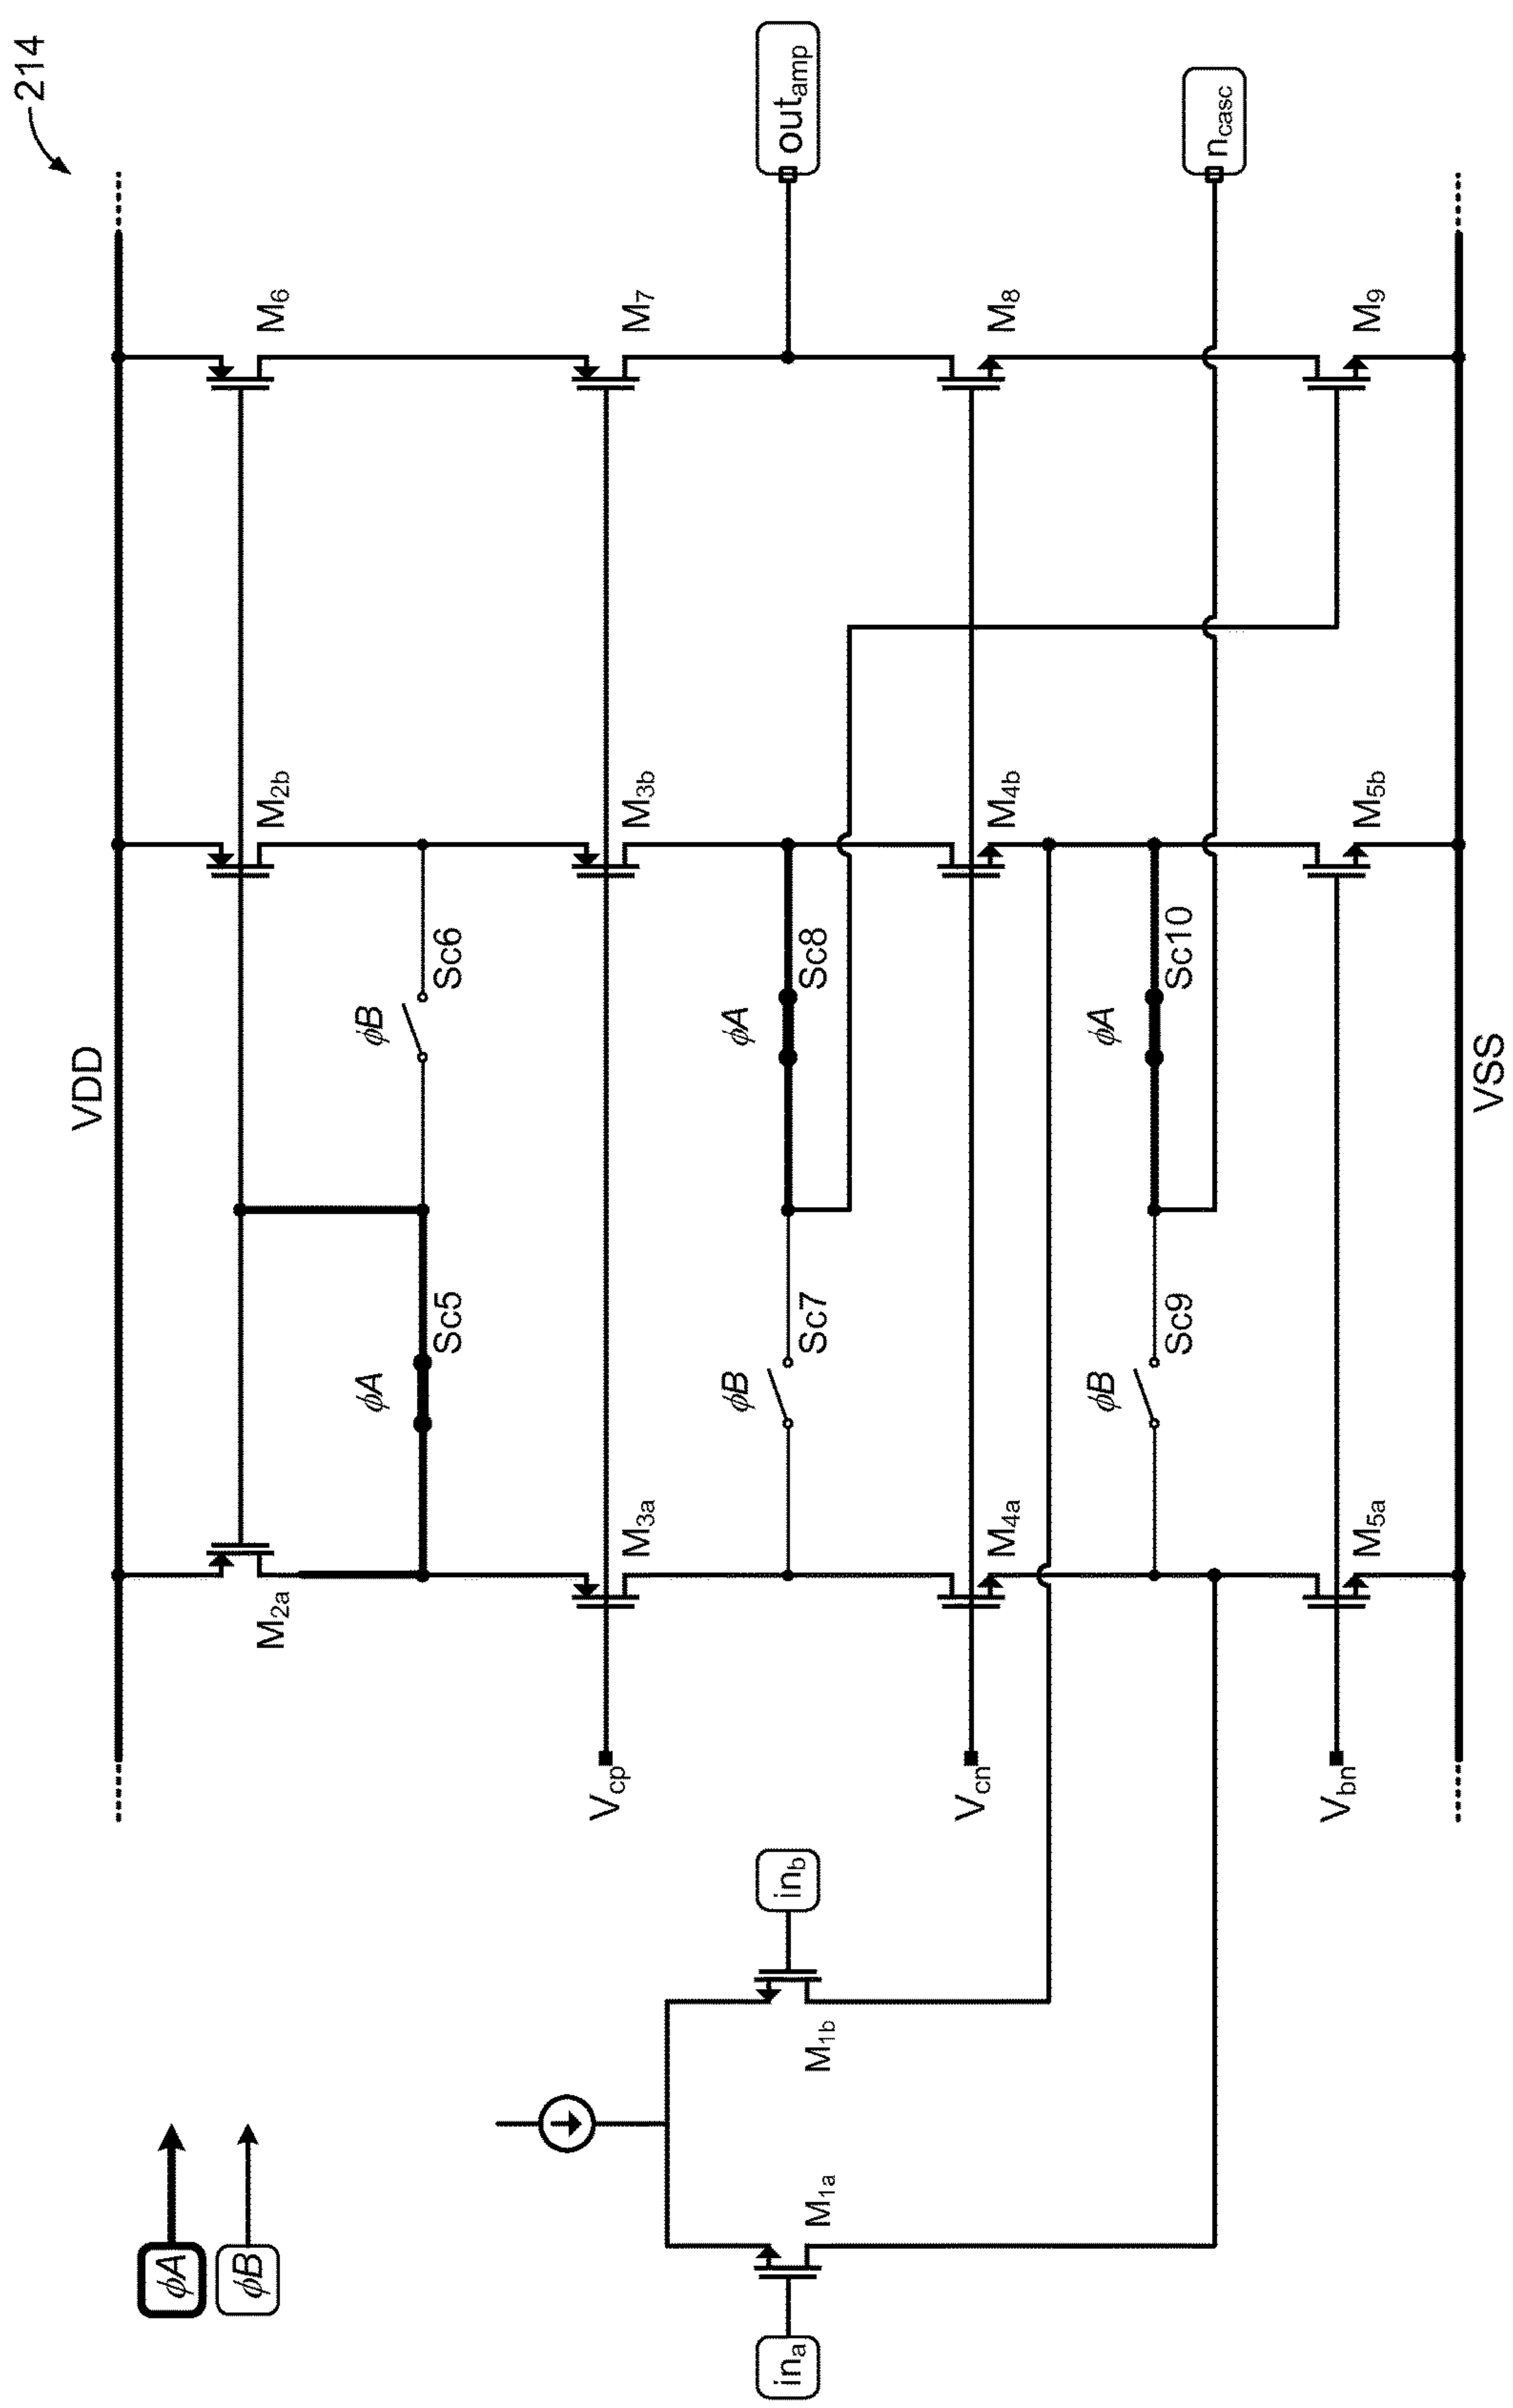 214
VDD
M2a
M2b
M6
ϕA
Sc5
ϕB
Sc6
Vcp
M3a
M3b
M7
ϕB
Sc7
ϕA
Sc8
outamp
Vcn
M4a
M4b
M8
ϕB
Sc9
ϕA
Sc10
ncasc
Vbn
M5a
M5b
M9
VSS
ϕA
ϕB
ina
M1a
M1b
inb